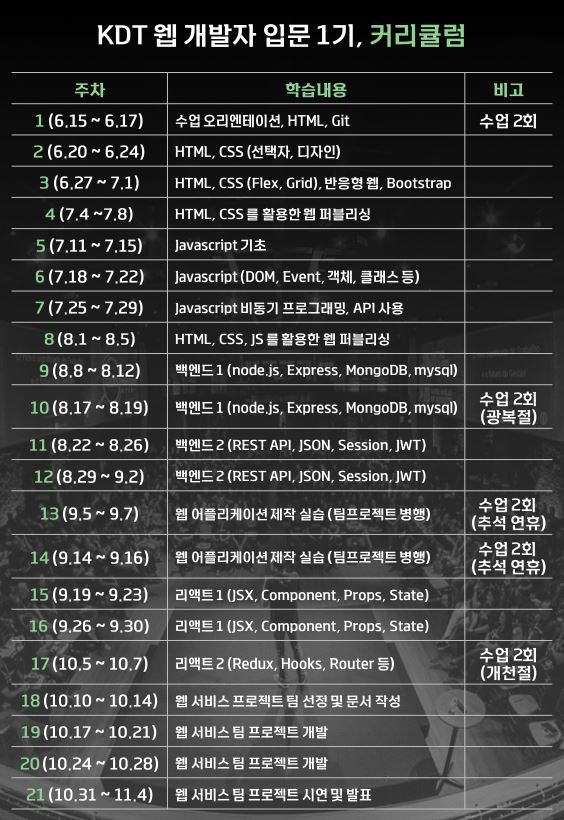 KDT 웹 개발자 입문 1기, 커리큘럼
주차 학습내용 비고
1 (6.15 ~ 6.17) 수업 오리엔테이션, HTML, Git 수업 2회
2 (6.20 ~ 6.24) HTML, CSS (선택자, 디자인)
3 (6.27 ~ 7.1) HTML, CSS (Flex, Grid), 반응형 웹, Bootstrap
4 (7.4 ~7.8) HTML, CSS 를 활용한 웹 퍼블리싱
5 (7.11 ~ 7.15) Javascript 기초
6 (7.18 ~ 7.22) Javascript (DOM, Event, 객체, 클래스 등)
7 (7.25 ~ 7.29) Javascript 비동기 프로그래밍, API 사용
8 (8.1 ~ 8.5) HTML, CSS, JS 를 활용한 웹 퍼블리싱
9 (8.8 ~ 8.12) 백엔드 1 (node.js, Express, MongoDB, mysql)
10 (8.17 ~ 8.19) 백엔드 1 (node.js, Express, MongoDB, mysql) 수업 2회
(광복절)
11 (8.22 ~ 8.26) 백엔드 2 (REST API, JSON, Session, JWT)
12 (8.29 ~ 9.2) 백엔드 2 (REST API, JSON, Session, JWT)
13 (9.5 ~ 9.7) 웹 어플리케이션 제작 실습 (팀프로젝트 병행) 수업 2회
(추석 연휴)
14 (9.14 ~ 9.16) 웹 어플리케이션 제작 실습 (팀프로젝트 병행) 수업 2회
(추석 연휴)
15 (9.19 ~ 9.23) 리액트 1 (JSX, Component, Props, State)
16 (9.26 ~ 9.30) 리액트 1 (JSX, Component, Props, State)
17 (10.5 ~ 10.7) 리액트 2 (Redux, Hooks, Router 등) 수업 2회
(개천절)
18 (10.10 ~ 10.14) 웹 서비스 프로젝트 팀 선정 및 문서 작성
19 (10.17 ~ 10.21) 웹 서비스 팀 프로젝트 개발
20 (10.24 ~ 10.28) 웹 서비스 팀 프로젝트 개발
21 (10.31 ~ 11.4) 웹 서비스 팀 프로젝트 시연 및 발표